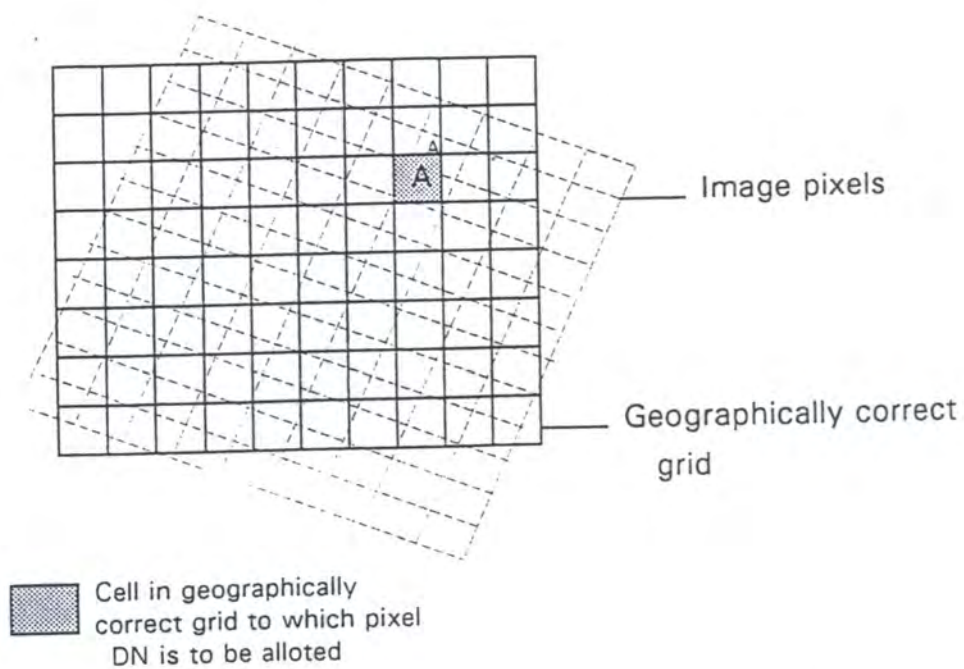 A
A
Image pixels
Geographically correct
grid
Cell in geographically
correct grid to which pixel
DN is to be alloted